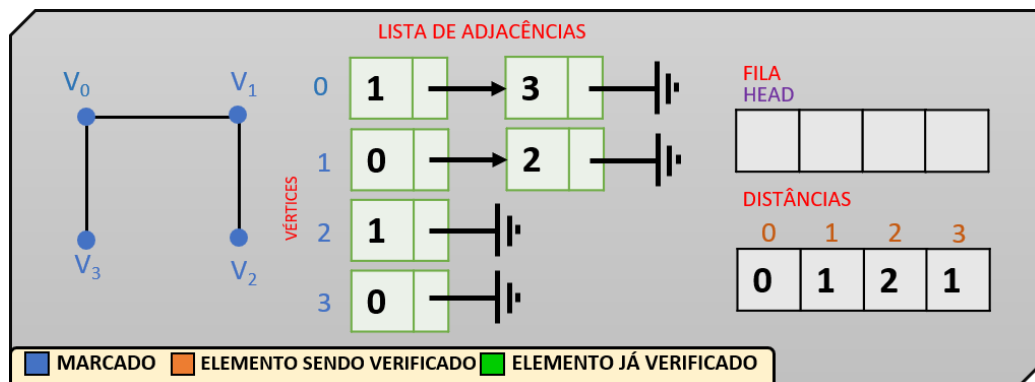 LISTA DE ADJACÊNCIAS
V0 V1
V3 V2
VÉRTICES
0 1 3
1 0 2
2 1
3 0
FILA
HEAD
DISTÂNCIAS
0 1 2 3
0 1 2 1
MARCADO ELEMENTO SENDO VERIFICADO ELEMENTO JÁ VERIFICADO